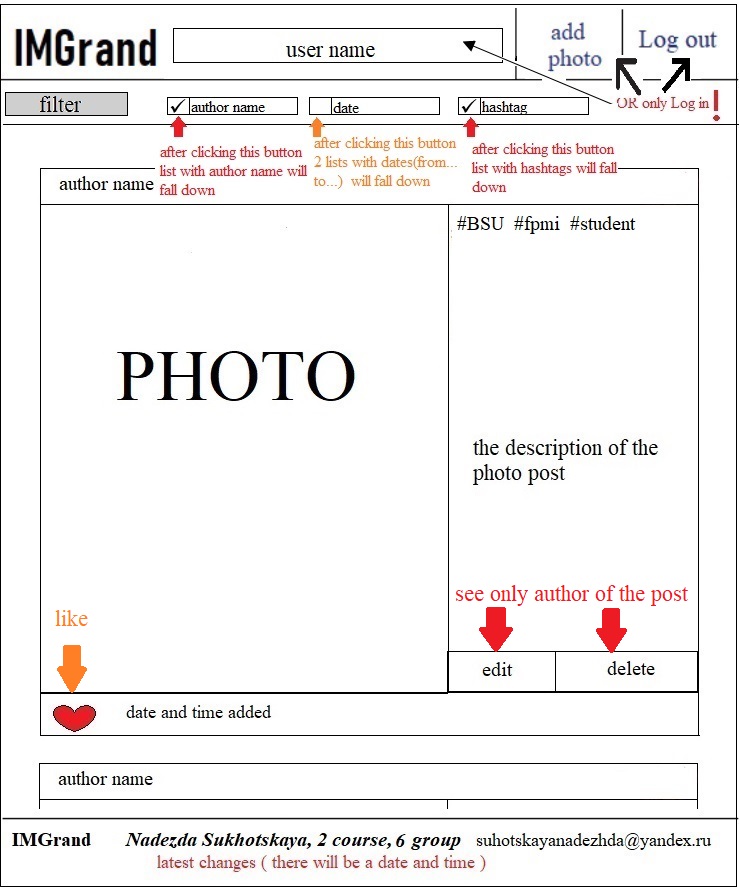 IMGrand
user name
add
photo
Log out
OR only Log in !
filter
author name
date
hashtag
after clicking this button
list with author name will
fall down
after clicking this button
2 lists with dates(from...
to...) will fall down
after clicking this button
list with hashtags will fall
down
author name
#BSU #fpmi #student
PHOTO
the description of the
photo post
see only author of the post
like
edit
delete
date and time added
author name
IMGrand Nadezda Sukhotskaya, 2 course, 6 group suhotskayanadezhda@yandex.ru
latest changes ( there will be a date and time )